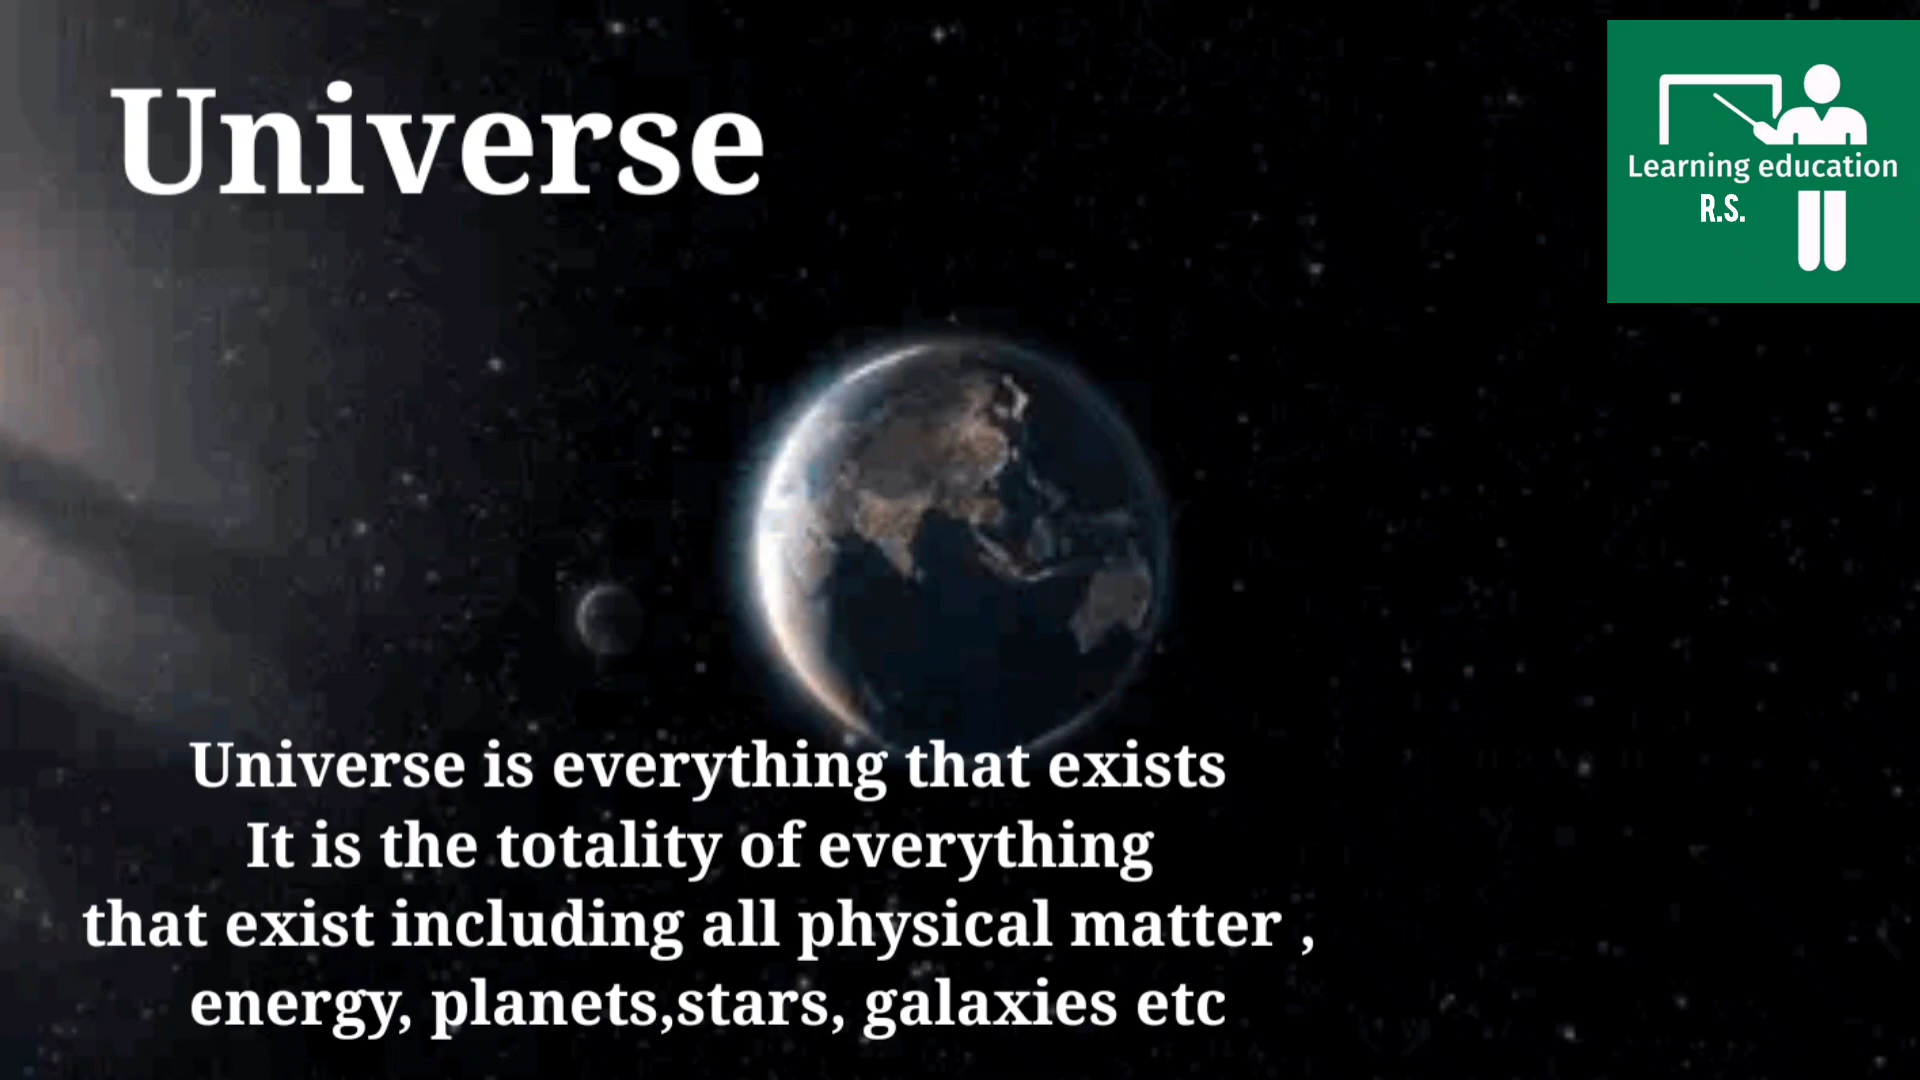 Universe
Learning education
R.S.
Universe is everything that exists
It is the totality of everything
that exist including all physical matter ,
energy, planets,stars, galaxies etc